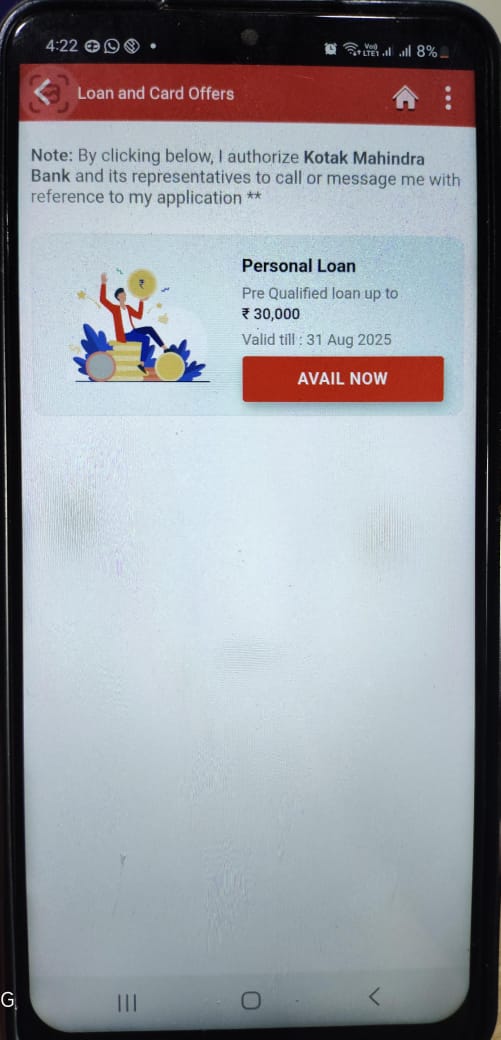 4:22
Vo)
LTE1
8%
Loan and Card Offers
Note: By clicking below, I authorize Kotak Mahindra
Bank and its representatives to call or message me with
reference to my application **
Personal Loan
Pre Qualified loan up to
₹ 30,000
Valid till : 31 Aug 2025
AVAIL NOW
₹
G